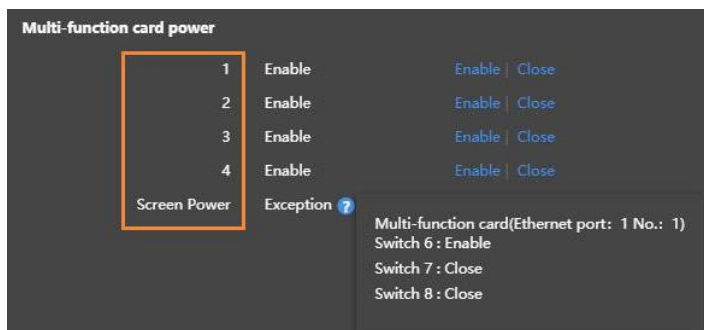 Multi-function card power
1 Enable Enable | Close
2 Enable Enable | Close
3 Enable Enable | Close
4 Enable Enable | Close
Screen Power Exception ?
Multi-function card(Ethernet port: 1 No.: 1)
Switch 6 : Enable
Switch 7 : Close
Switch 8 : Close